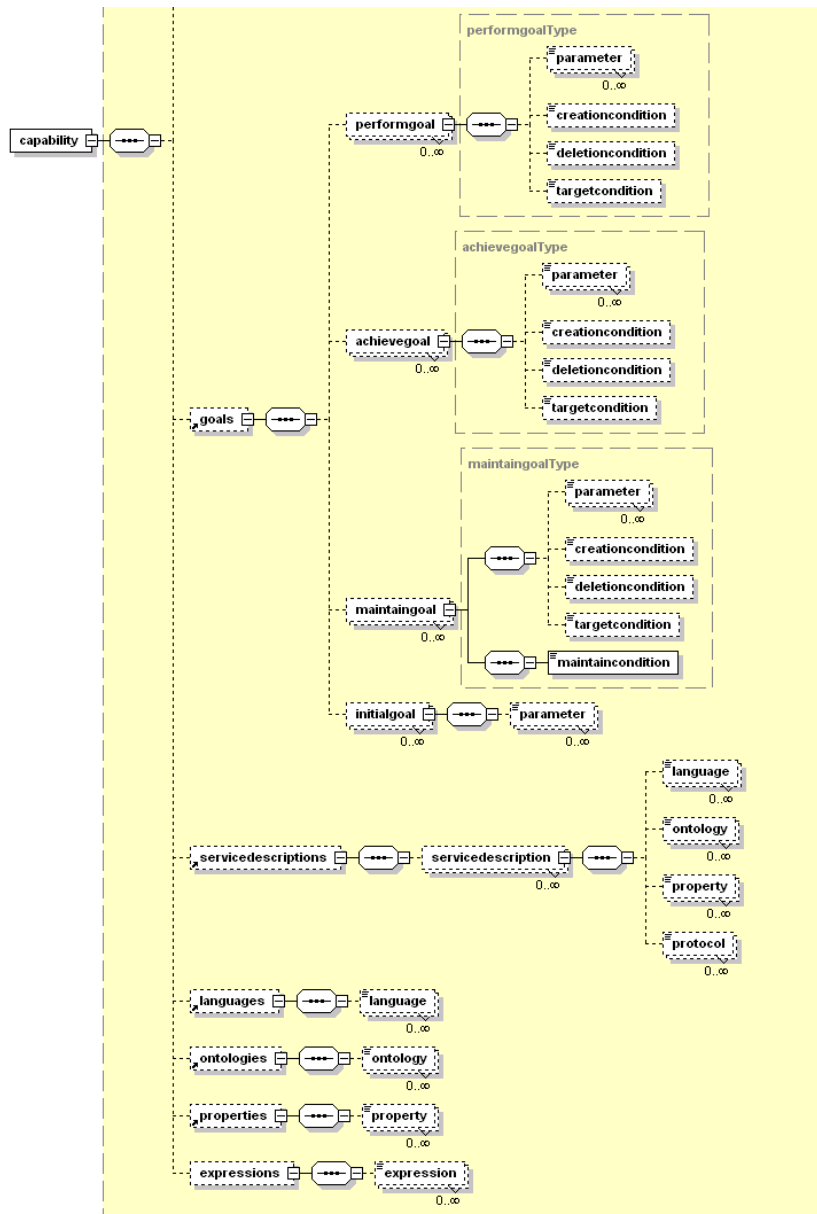 performgoalType
parameter
0..∞
capability
performgoal
0..∞
creationcondition
deletioncondition
targetcondition
achievegoalType
parameter
0..∞
achievegoal
0..∞
creationcondition
deletioncondition
targetcondition
goals
maintaingoalType
parameter
0..∞
creationcondition
deletioncondition
targetcondition
maintaingoal
0..∞
maintaincondition
initialgoal
0..∞
parameter
0..∞
language
0..∞
ontology
0..∞
servicedescriptions
servicedescription
0..∞
property
0..∞
protocol
0..∞
languages
language
0..∞
ontologies
ontology
0..∞
properties
property
0..∞
expressions
expression
0..∞